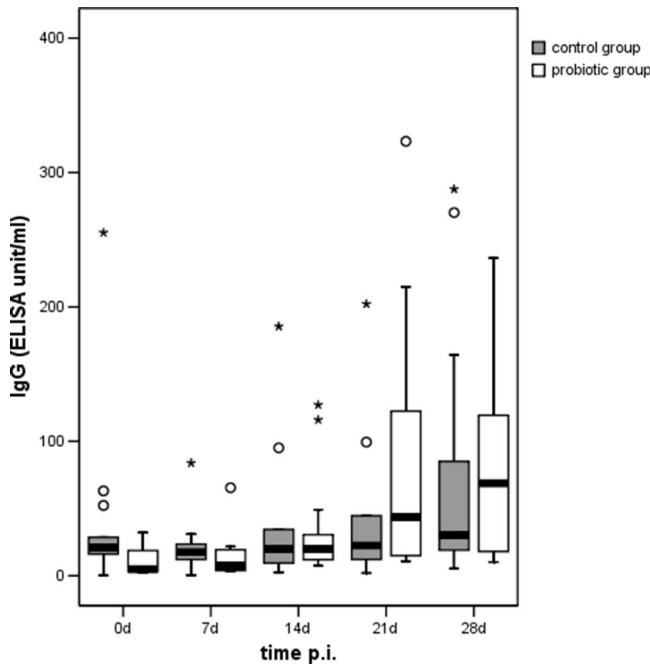 control group
probiotic group
IgG (ELISA unit/ml)
400
300
200
100
0
0d
7d
14d
21d
28d
time p.i.